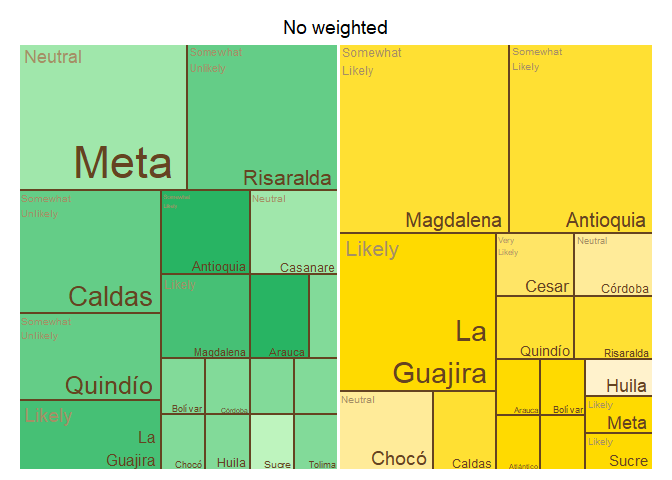 No weighted
Neutral
Meta
Somewhat
Unlikely
Risaralda
Somewhat
Unlikely
Caldas
Somewhat
Likely
Antioquia
Neutral
Casanare
Likely
Magdalena
Arauca
Somewhat
Unlikely
Quindío
Likely
La
Guajira
Bolívar
Córdoba
Chocó
Huila
Sucre
Tolima
Somewhat
Likely
Magdalena
Somewhat
Likely
Antioquia
Likely
La
Guajira
Very
Likely
Cesar
Neutral
Córdoba
Quindío
Risaralda
Neutral
Chocó
Caldas
Arauca
Bolívar
Atlántico
Huila
Likely
Meta
Likely
Sucre